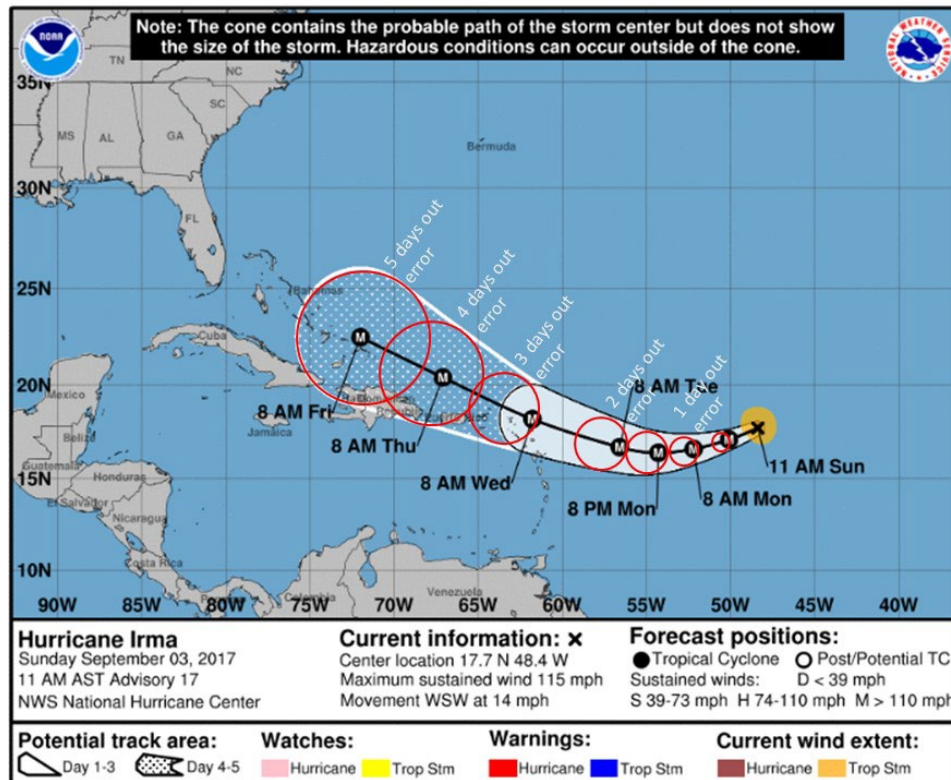 Note: The cone contains the probable path of the storm center but does not show
the size of the storm. Hazardous conditions can occur outside of the cone.
NOAA
NATIONAL WEATHER SERVICE
TN
NC
35N
SC
MS
AL
GA
Bermuda
30N
FL
5 days out
error
4 days out
error
25N
Bahamas
3 days out
error
Cuba
M
2 days out
error
1 day out
error
20N
M
8 AM Tue
Mexico
8 AM Fri
Haiti
Dominican
Republic
Puerto Rico
M
Jamaica
Belize
8 AM Thu
M
M
M
M
11 AM Sun
Guatemala
Honduras
8 AM Wed
8 AM Mon
15N
El Salvador
8 PM Mon
Nicaragua
Costa Rica
10N
Colombia
Venezuela
90W 85W 80W 75W 70W 65W 60W 55W 50W 45W 40W
Hurricane Irma
Sunday September 03, 2017
11 AM AST Advisory 17
NWS National Hurricane Center
Current information: x
Center location 17.7 N 48.4 W
Maximum sustained wind 115 mph
Movement WSW at 14 mph
Forecast positions:
● Tropical Cyclone ○ Post/Potential TC
Sustained winds: D < 39 mph
S 39-73 mph H 74-110 mph M > 110 mph
Potential track area:
Day 1-3 Day 4-5
Watches:
Hurricane Trop Stm
Warnings:
Hurricane Trop Stm
Current wind extent:
Hurricane Trop Stm